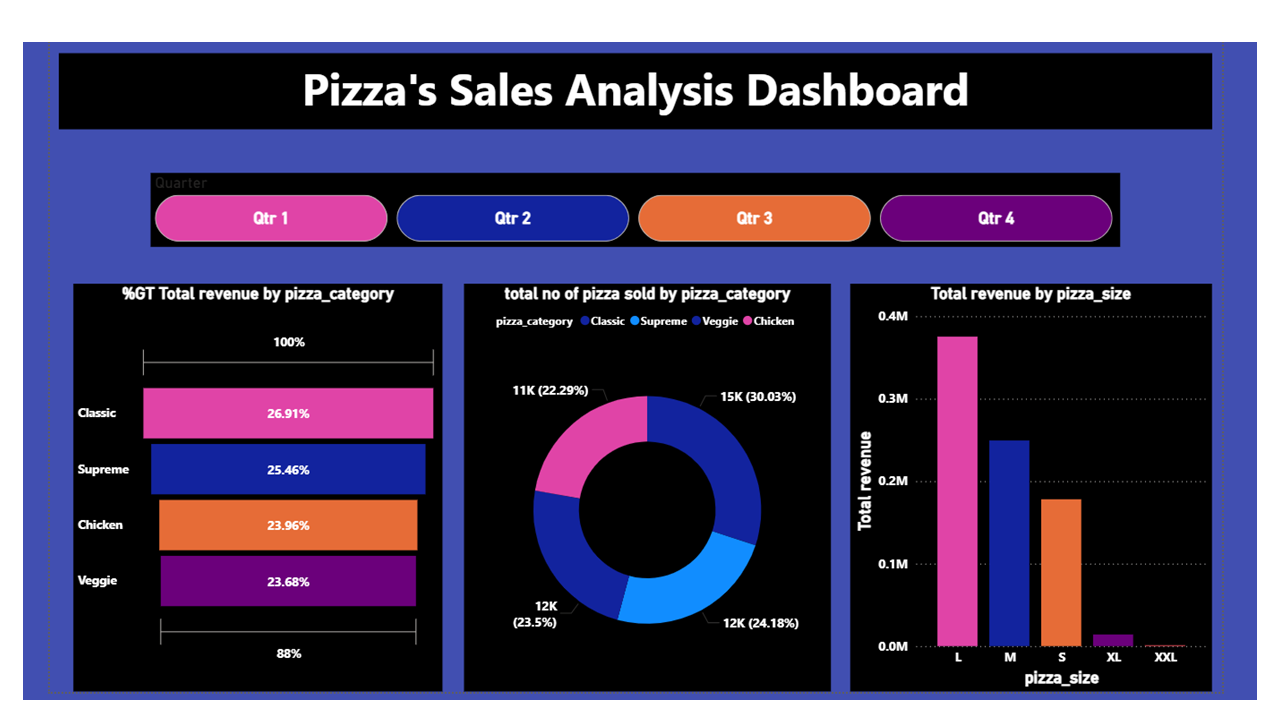 Pizza's Sales Analysis Dashboard
Quarter
Qtr 1
Qtr 2
Qtr 3
Qtr 4
%GT Total revenue by pizza_category
100%
Classic
26.91%
Supreme
25.46%
Chicken
23.96%
Veggie
23.68%
88%
total no of pizza sold by pizza_category
pizza_category Classic Supreme Veggie Chicken
11K (22.29%)
15K (30.03%)
12K
(23.5%)
12K (24.18%)
Total revenue by pizza_size
Total revenue
0.4M
0.3M
0.2M
0.1M
0.0M
L
M
S
XL
XXL
pizza_size